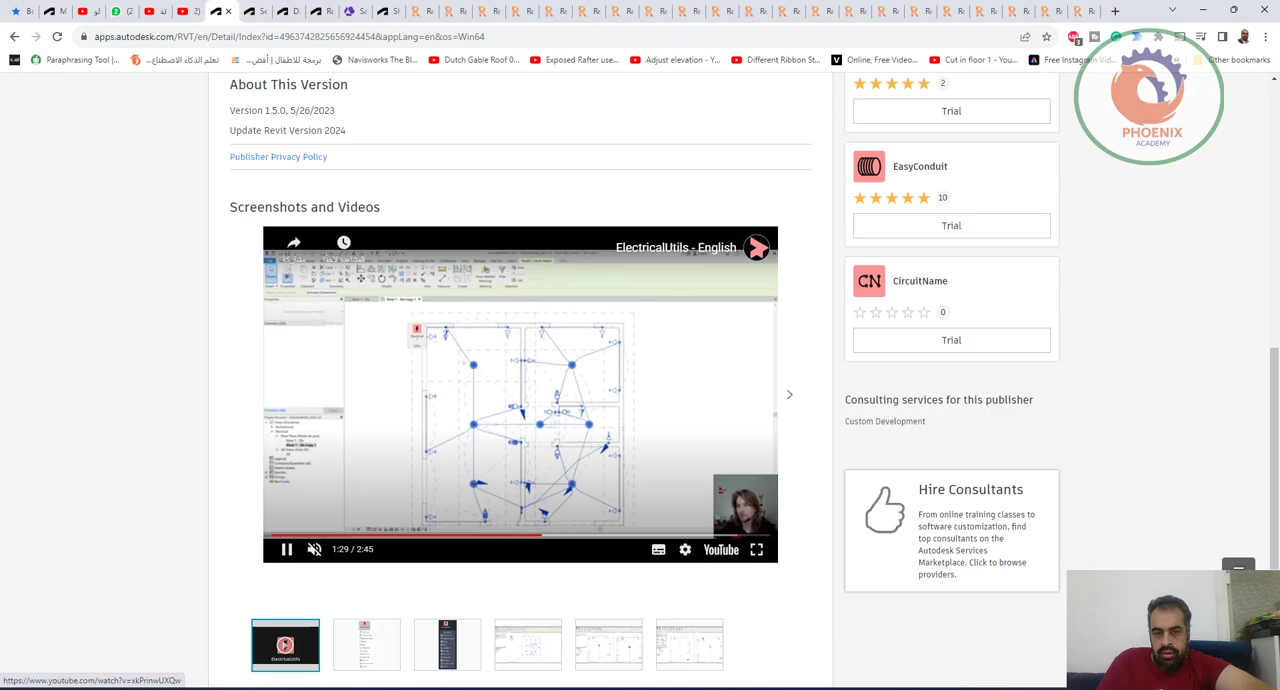 apps.autodesk.com/RVT/en/Detail/Index?id=4963742825656924454&appLang=en&os=Win64
Paraphrasing Tool |...
تعلم الذكاء الاصطناعي...
برمجة للاطفال | أفض...
Navisworks The Bl...
Dutch Gable Roof 0...
Exposed Rafter use...
Adjust elevation - Y...
Different Ribbon St...
Online, Free Video...
Cut in floor 1 - You...
Free Instagram Vid...
Other bookmarks
PHOENIX
ACADEMY
About This Version
Version 1.5.0, 5/26/2023
Update Revit Version 2024
Publisher Privacy Policy
Screenshots and Videos
ElectricalUtils - English
1:29 / 2:45
YouTube
ElectricalUtils
2
Trial
EasyConduit
10
Trial
CN
CircuitName
0
Trial
Consulting services for this publisher
Custom Development
Hire Consultants
From online training classes to
software customization, find
top consultants on the
Autodesk Services
Marketplace. Click to browse
providers.
https://www.youtube.com/watch?v=xkPrinwUXQw